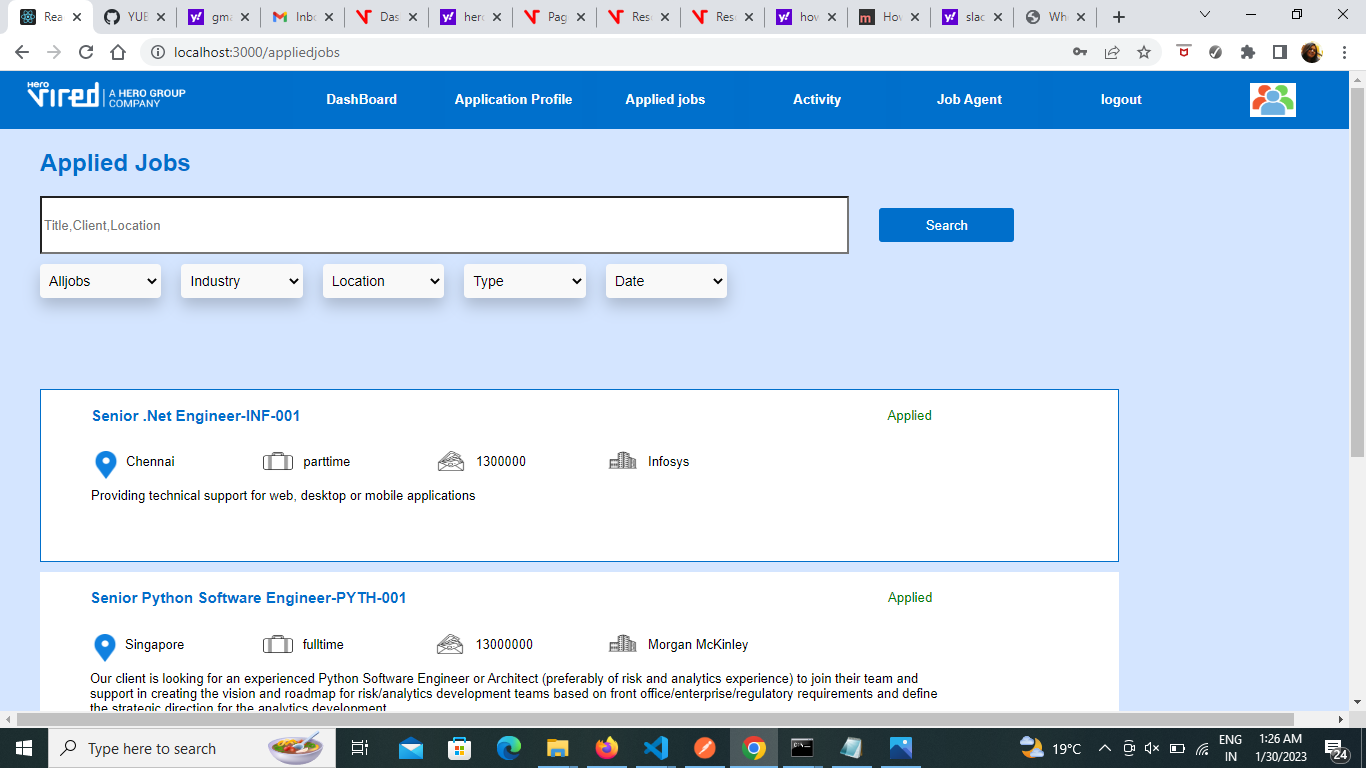 Rea
YUE
gma
Inbo
Das
hero
Pag
Res
Res
how
Hov
slac
Wh
localhost:3000/appliedjobs
Hero
vired
A HERO GROUP
COMPANY
DashBoard
Application Profile
Applied jobs
Activity
Job Agent
logout
Applied Jobs
Title,Client,Location
Search
Alljobs
Industry
Location
Type
Date
Senior .Net Engineer-INF-001
Applied
Chennai
parttime
1300000
Infosys
Providing technical support for web, desktop or mobile applications
Senior Python Software Engineer-PYTH-001
Applied
Singapore
fulltime
13000000
Morgan McKinley
Our client is looking for an experienced Python Software Engineer or Architect (preferably of risk and analytics experience) to join their team and
support in creating the vision and roadmap for risk/analytics development teams based on front office/enterprise/regulatory requirements and define
the strategic direction for the analytics development
Type here to search
19°C
ENG
IN
1:26 AM
1/30/2023
24